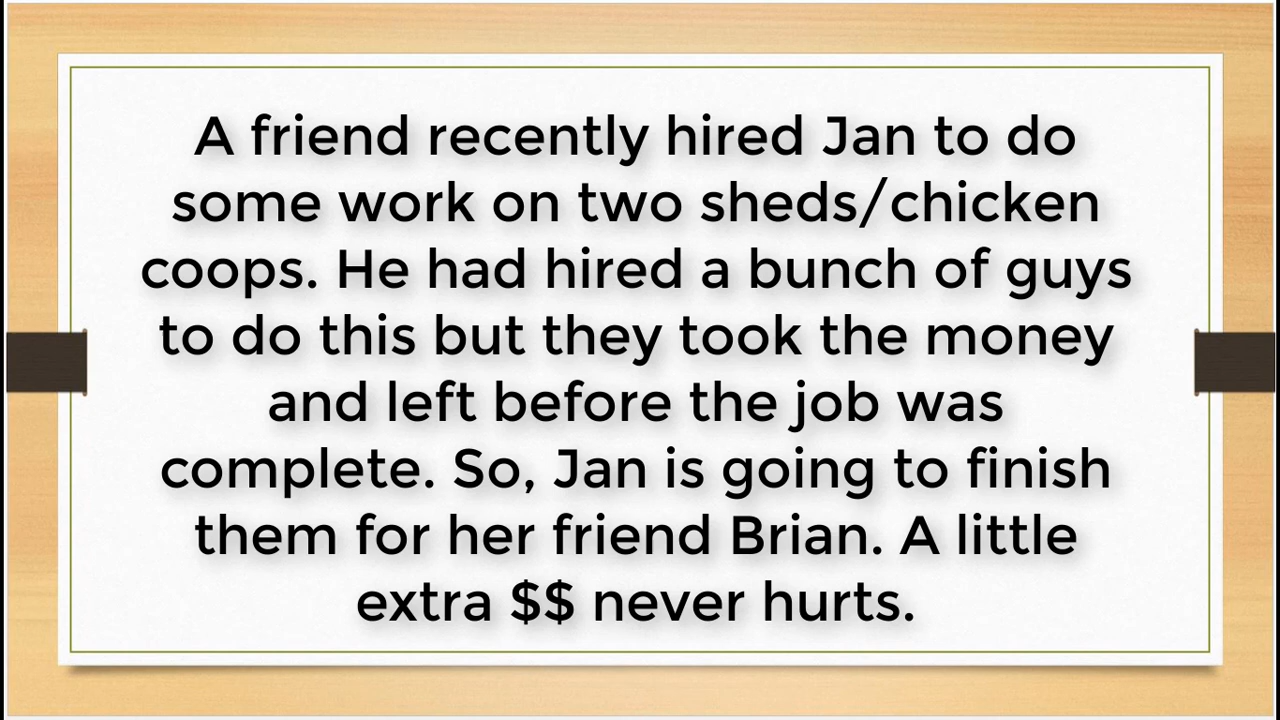 A friend recently hired Jan to do
some work on two sheds/chicken
coops. He had hired a bunch of guys
to do this but they took the money
and left before the job was
complete. So, Jan is going to finish
them for her friend Brian. A little
extra $$ never hurts.